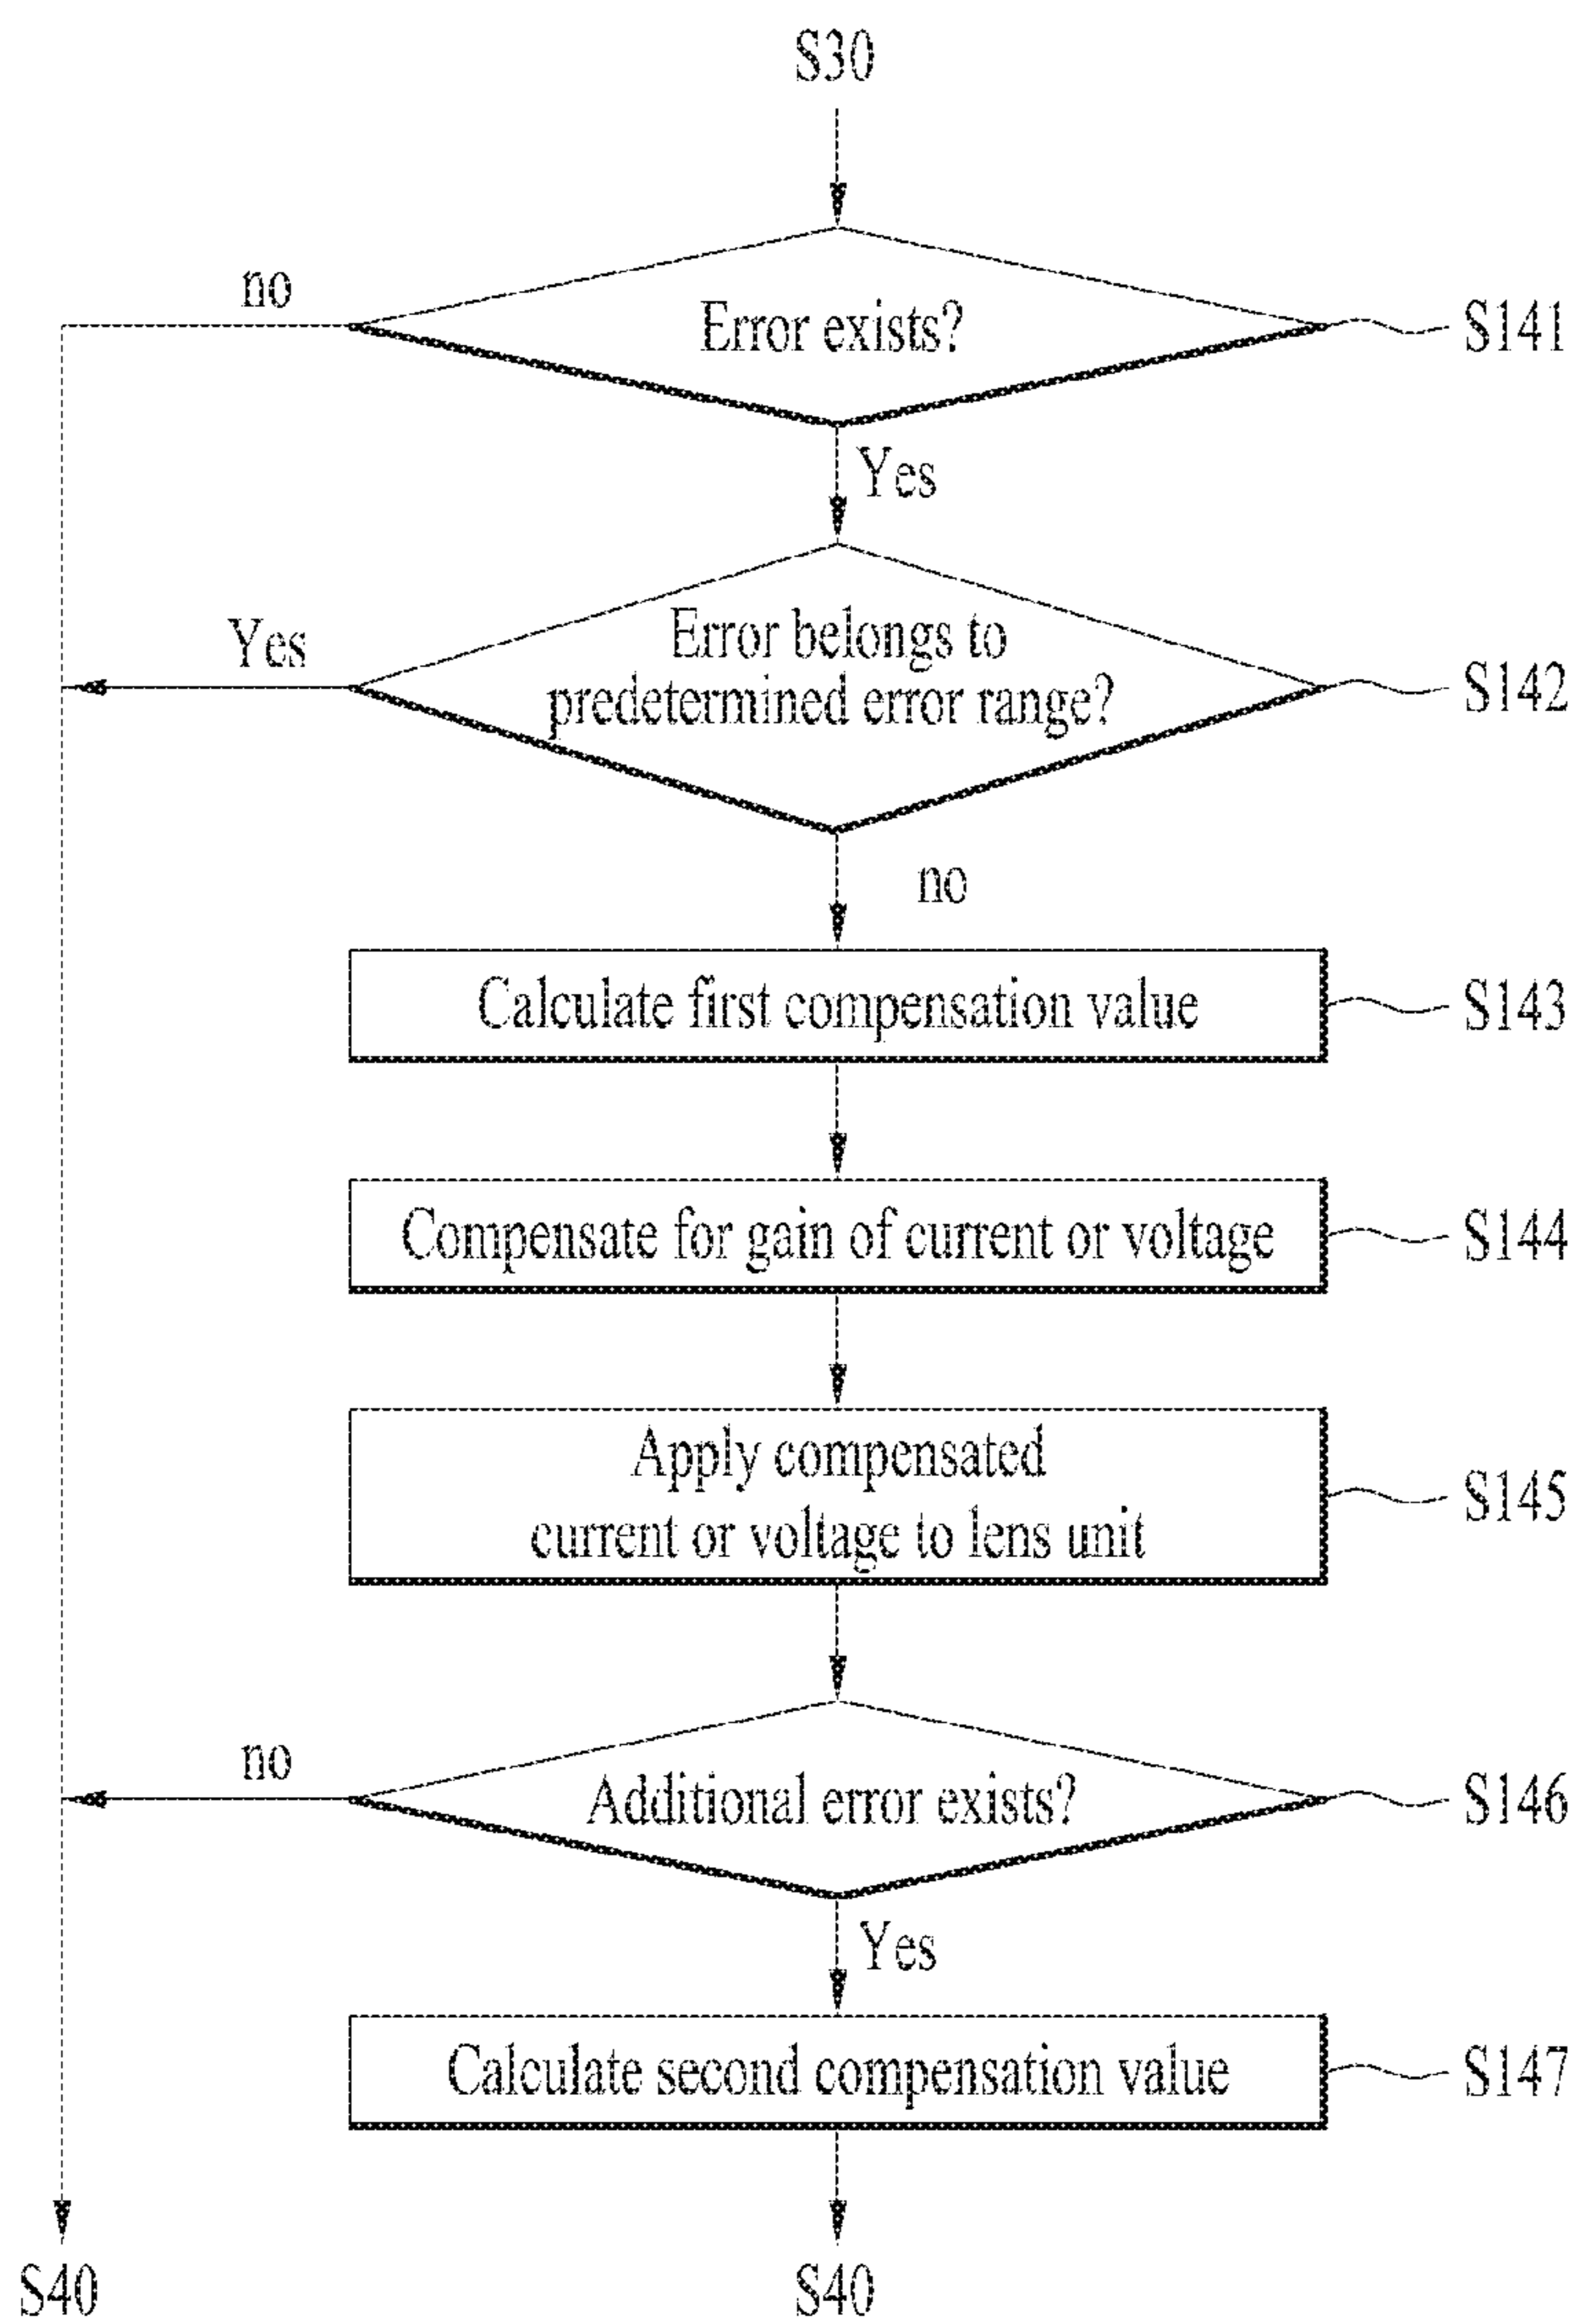 S30
no
Error exists?
S141
Yes
Error belongs to
predetermined error range?
Yes
S142
no
Calculate first compensation value
S143
Compensate for gain of current or voltage
S144
Apply compensated
current or voltage to lens unit
S145
no
Additional error exists?
S146
Yes
Calculate second compensation value
S147
S40
S40